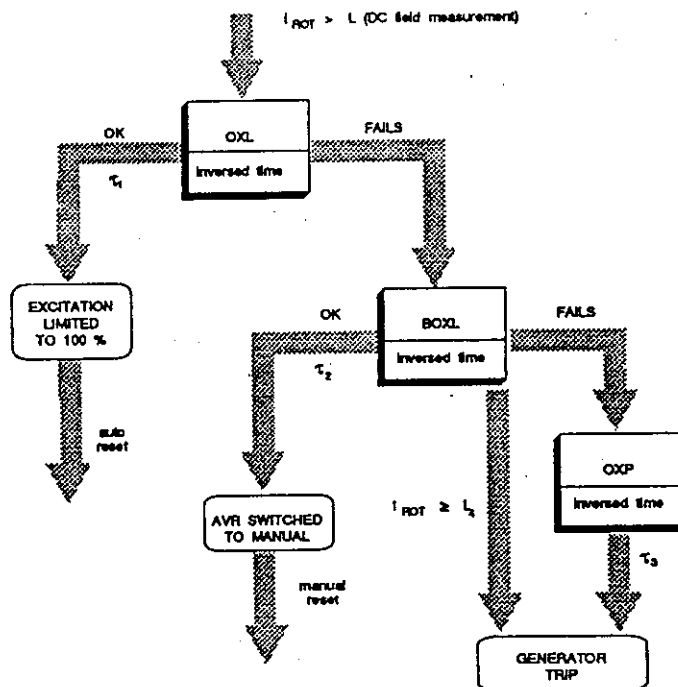 I ROT > L (DC field measurement)
OK
FAILS
OXL
Inversed time
τ1
EXCITATION
LIMITED
TO 100 %
OK
FAILS
BOXL
Inversed time
τ2
auto
reset
OXP
Inversed time
I ROT ≥ L
AVR SWITCHED
TO MANUAL
τ3
manual
reset
GENERATOR
TRIP